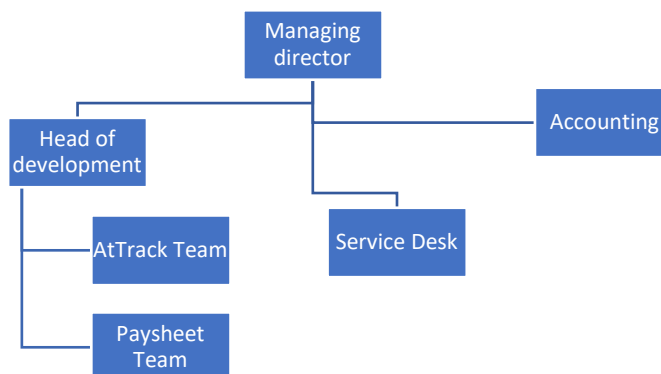 Managing
director
Head of
development
Accounting
AtTrack Team
Service Desk
Paysheet
Team